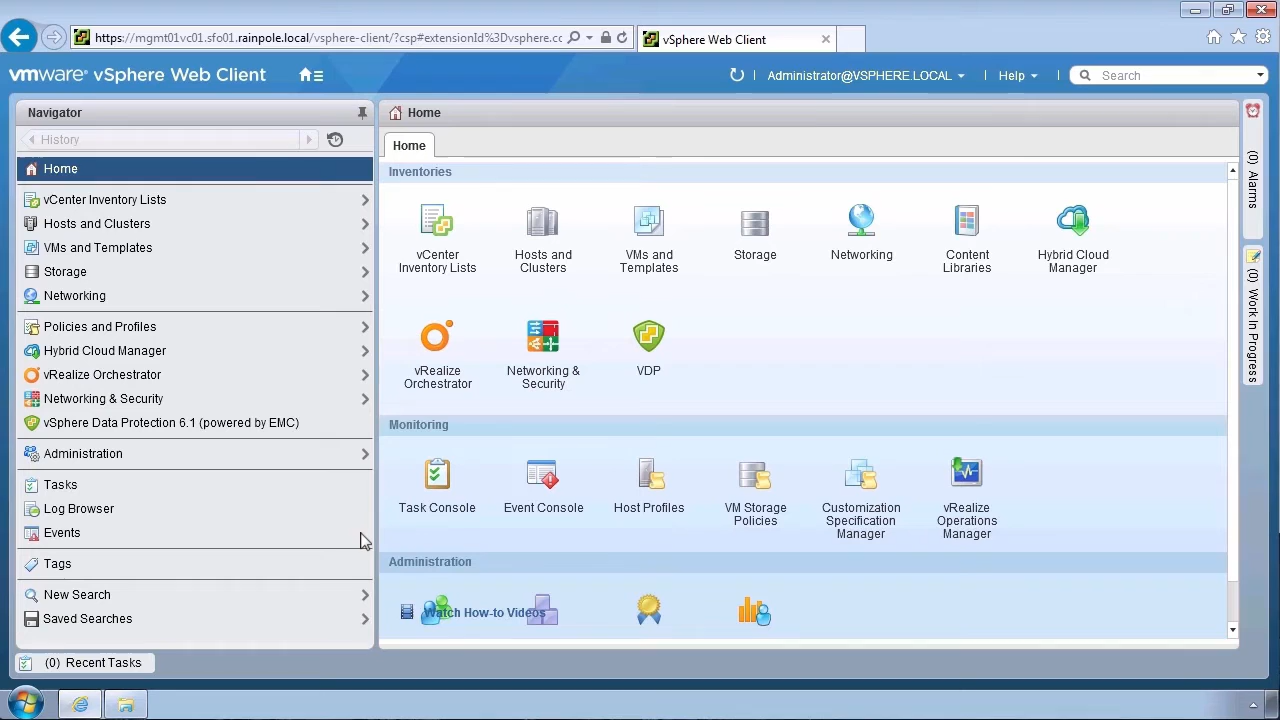 https://mgmt01vc01.sfo01.rainpole.local/vsphere-client/?csp#extensionId%3Dvsphere.cc
vSphere Web Client
vmware® vSphere Web Client
Administrator@VSPHERE.LOCAL
Help
Search
Navigator
History
Home
vCenter Inventory Lists
Hosts and Clusters
VMs and Templates
Storage
Networking
Policies and Profiles
Hybrid Cloud Manager
vRealize Orchestrator
Networking & Security
vSphere Data Protection 6.1 (powered by EMC)
Administration
Tasks
Log Browser
Events
Tags
New Search
Saved Searches
Home
Home
Inventories
vCenter
Inventory Lists
Hosts and
Clusters
VMs and
Templates
Storage
Networking
Content
Libraries
Hybrid Cloud
Manager
vRealize
Orchestrator
Networking &
Security
VDP
Monitoring
Task Console
Event Console
Host Profiles
VM Storage
Policies
Customization
Specification
Manager
vRealize
Operations
Manager
Administration
Watch How-to Videos
(0) Alarms
(0) Work In Progress
(0) Recent Tasks